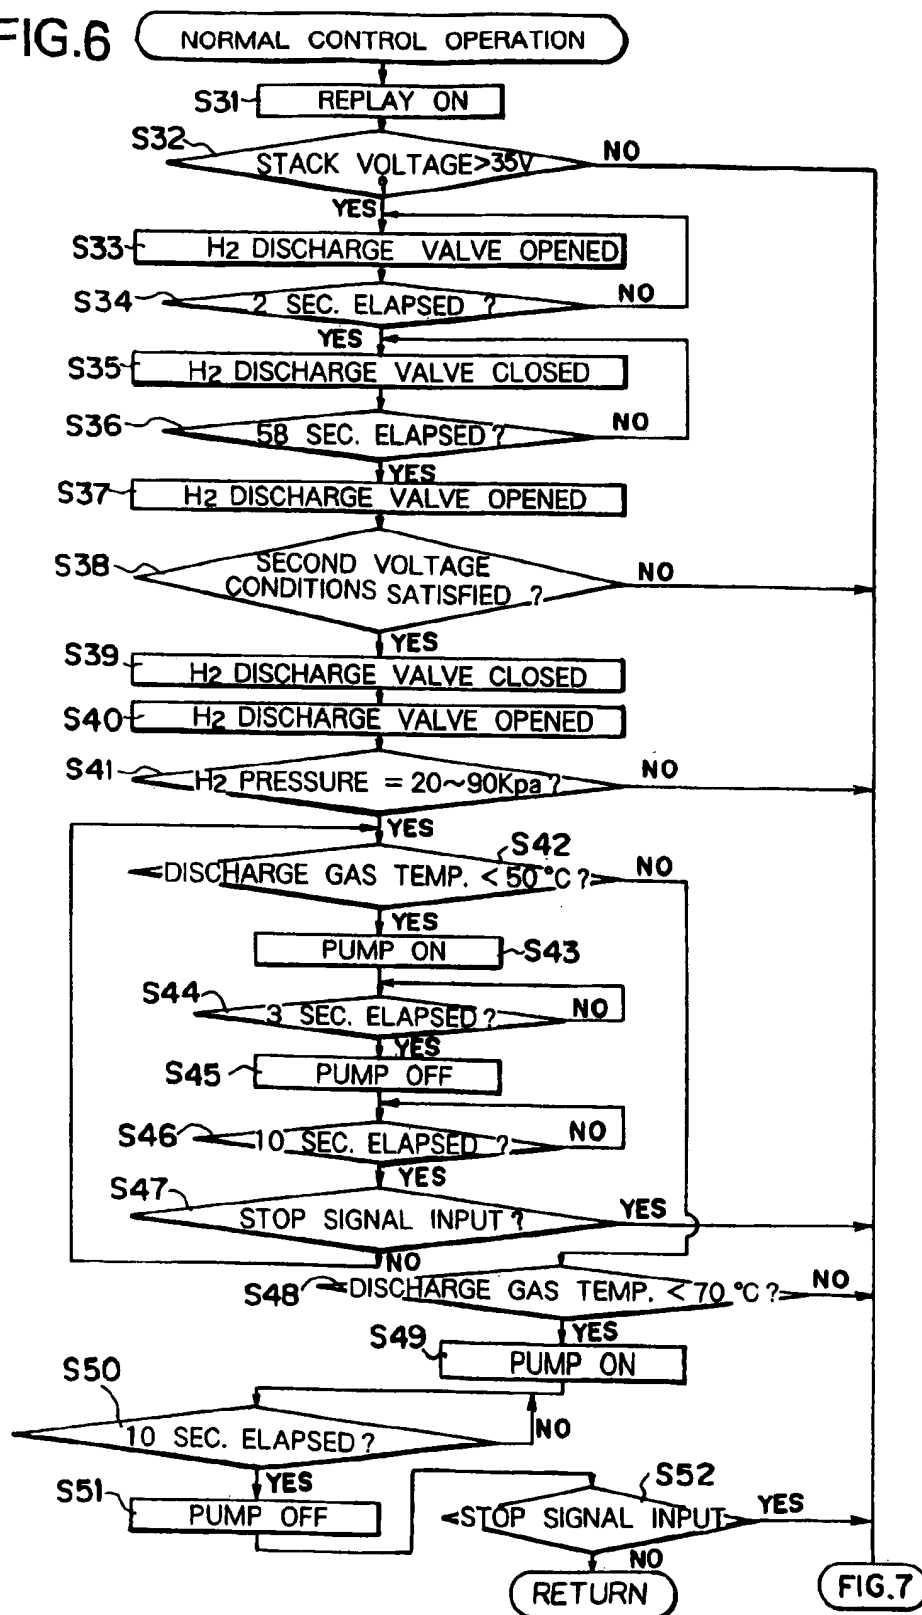 FIG.6
NORMAL CONTROL OPERATION
S31
REPLAY ON
S32
STACK VOLTAGE>35V
NO
YES
S33
H2 DISCHARGE VALVE OPENED
S34
2 SEC. ELAPSED ?
NO
YES
S35
H2 DISCHARGE VALVE CLOSED
S36
58 SEC. ELAPSED ?
NO
YES
S37
H2 DISCHARGE VALVE OPENED
S38
SECOND VOLTAGE
CONDITIONS SATISFIED ?
NO
YES
S39
H2 DISCHARGE VALVE CLOSED
S40
H2 DISCHARGE VALVE OPENED
S41
H2 PRESSURE = 20~90Kpa ?
NO
YES
S42
DISCHARGE GAS TEMP. < 50 °C ?
NO
YES
PUMP ON
S43
S44
3 SEC. ELAPSED ?
NO
YES
S45
PUMP OFF
S46
10 SEC. ELAPSED ?
NO
YES
S47
STOP SIGNAL INPUT ?
YES
NO
S48
DISCHARGE GAS TEMP. < 70 °C ?
NO
YES
S49
PUMP ON
S50
10 SEC. ELAPSED ?
NO
YES
S51
PUMP OFF
S52
STOP SIGNAL INPUT
YES
NO
RETURN
FIG.7